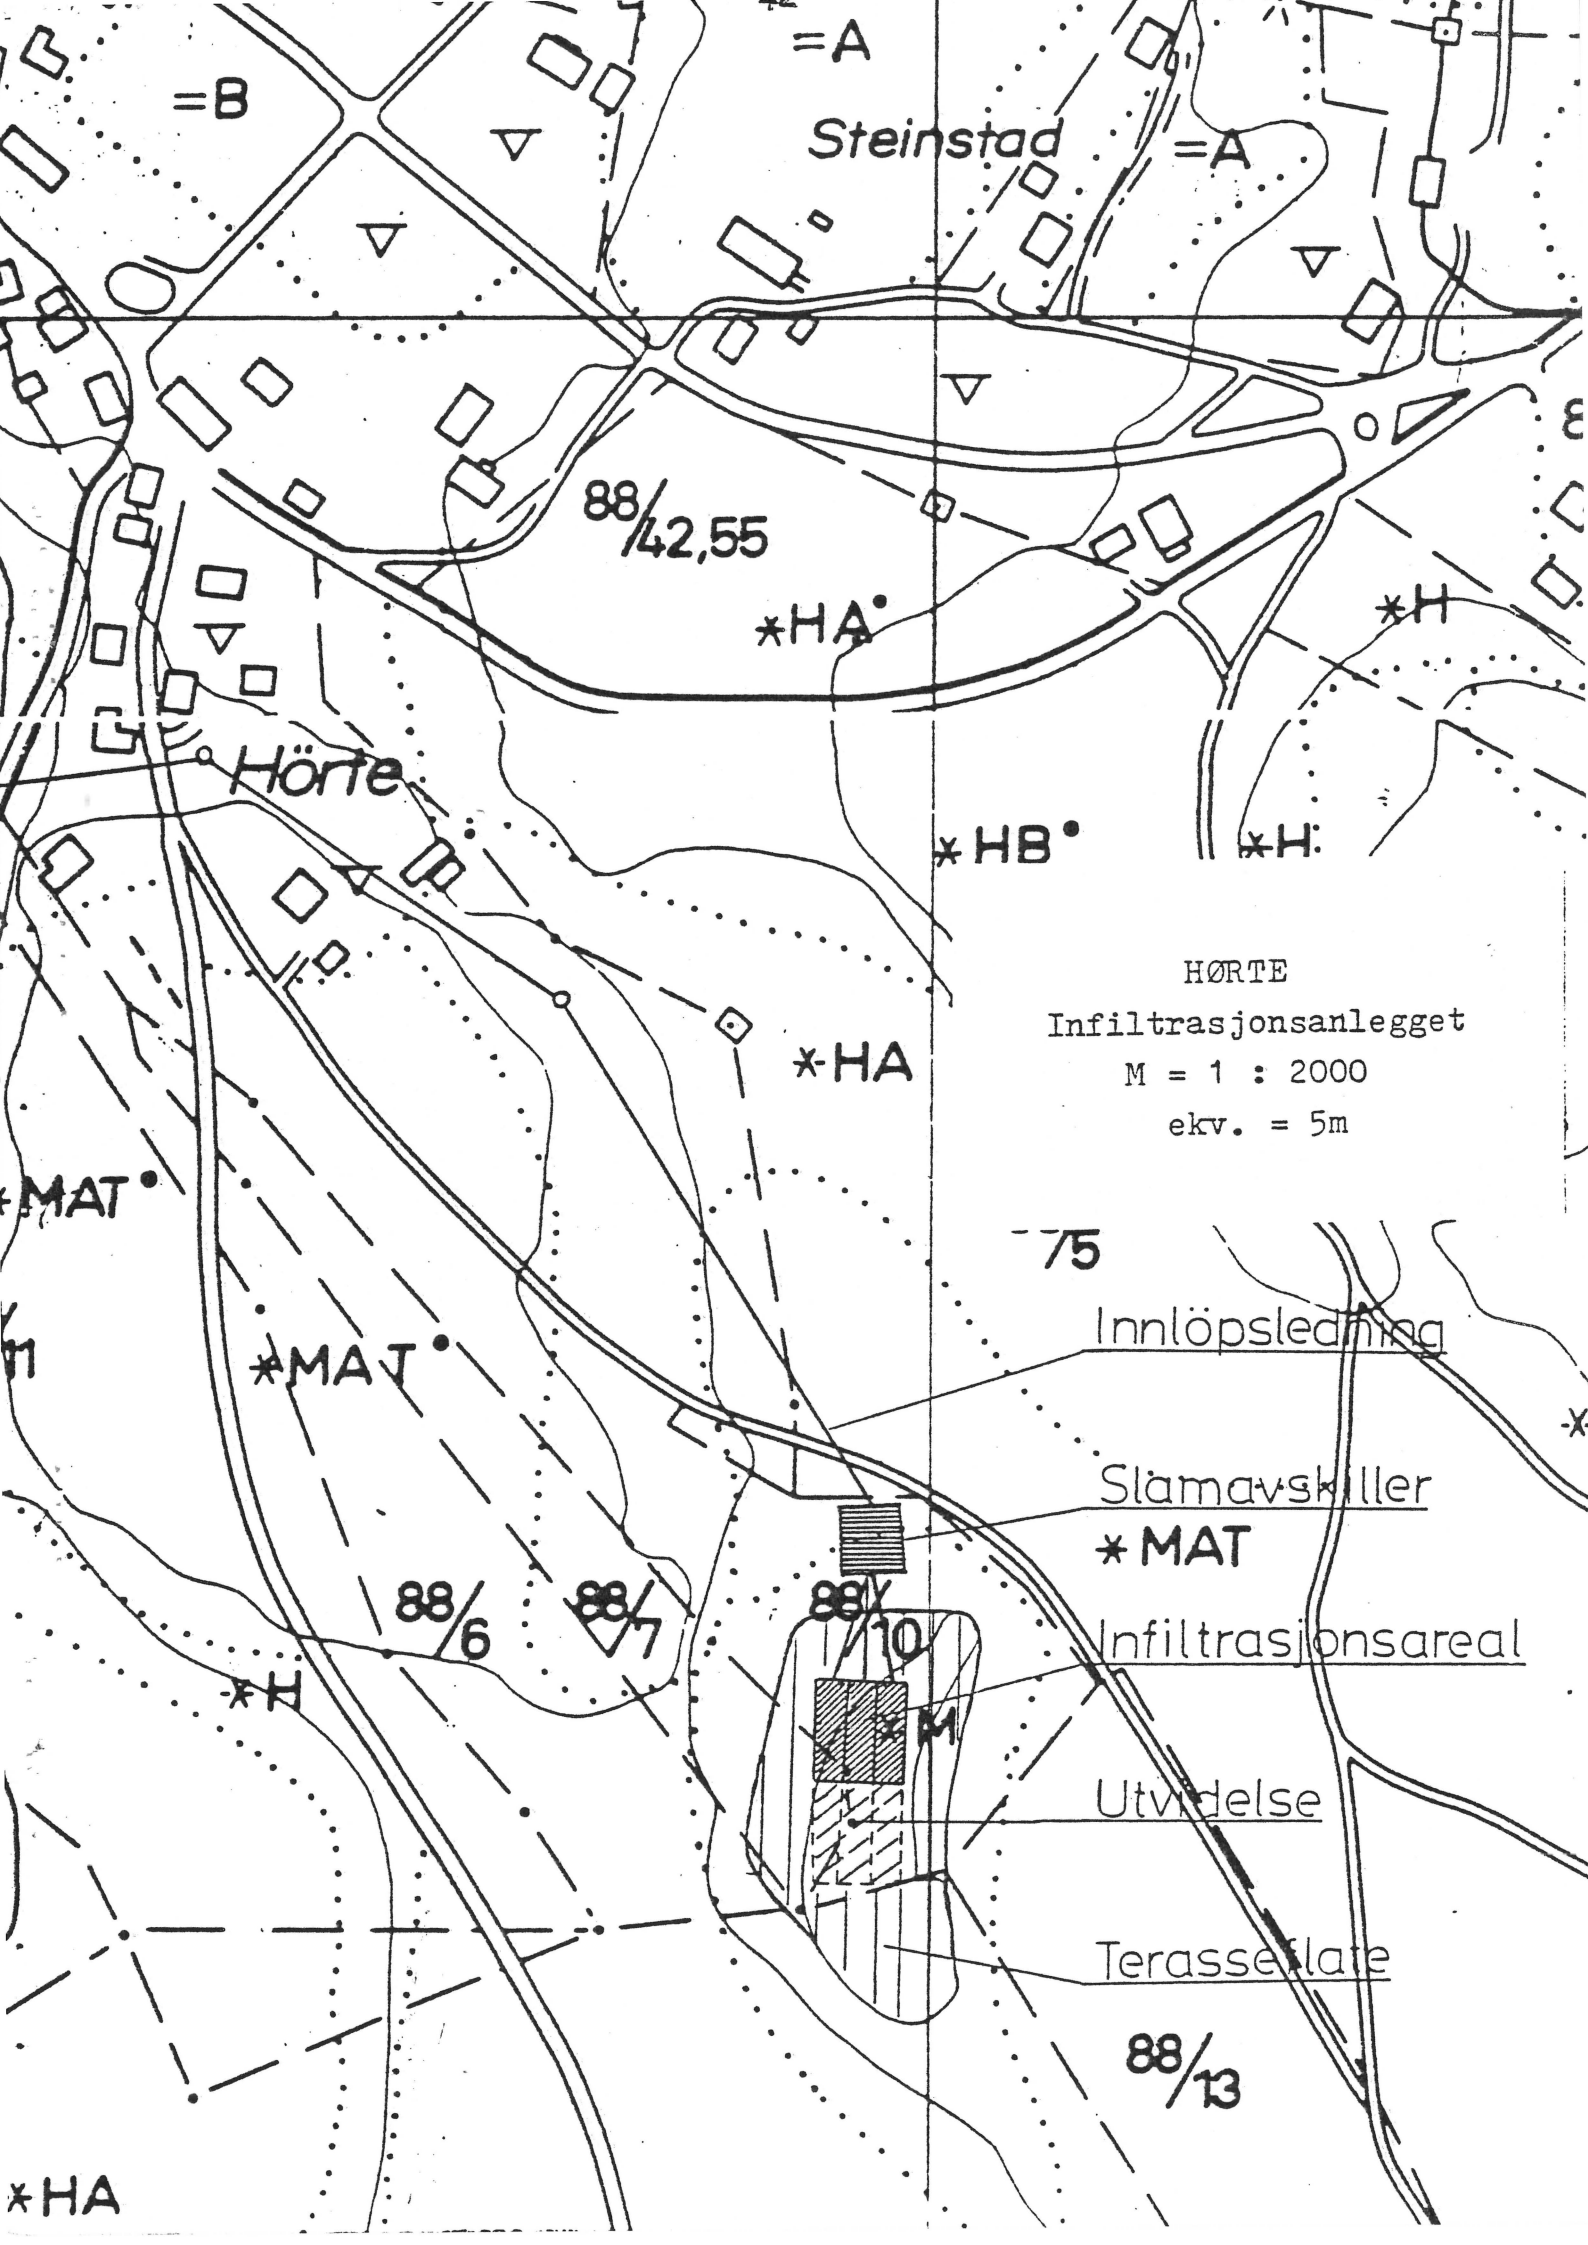 =A
=B
Steinstad
=A
88/42,55
*HA
*H
Hörte
*HB
*H
HØRTE
Infiltrasjonsanlegget
M = 1 : 2000
ekv. = 5m
*HA
*MAT
75
Innlöpsledning
11
*MAT
Slamavskiller
*MAT
88/6
88/7
88/10
Infiltrasjonsareal
*H
*M
Utvidelse
Terasseflate
88/13
*HA